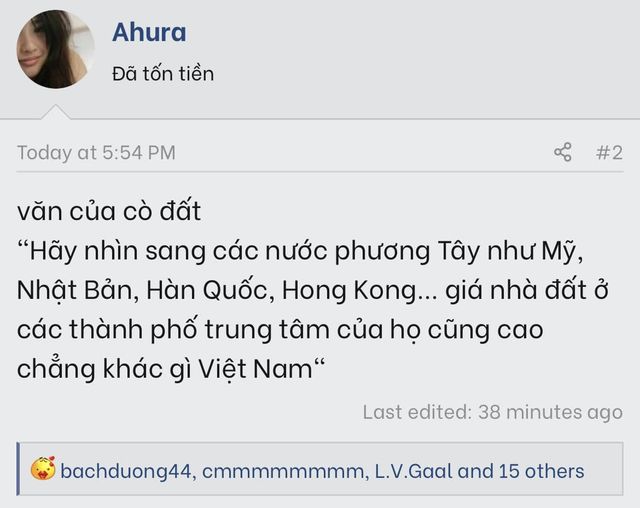 Ahura
Đã tốn tiền
Today at 5:54 PM
#2
văn của cò đất
“Hãy nhìn sang các nước phương Tây như Mỹ,
Nhật Bản, Hàn Quốc, Hong Kong... giá nhà đất ở
các thành phố trung tâm của họ cũng cao
chẳng khác gì Việt Nam“
Last edited: 38 minutes ago
bachduong44, cmmmmmmmm, L.V.Gaal and 15 others